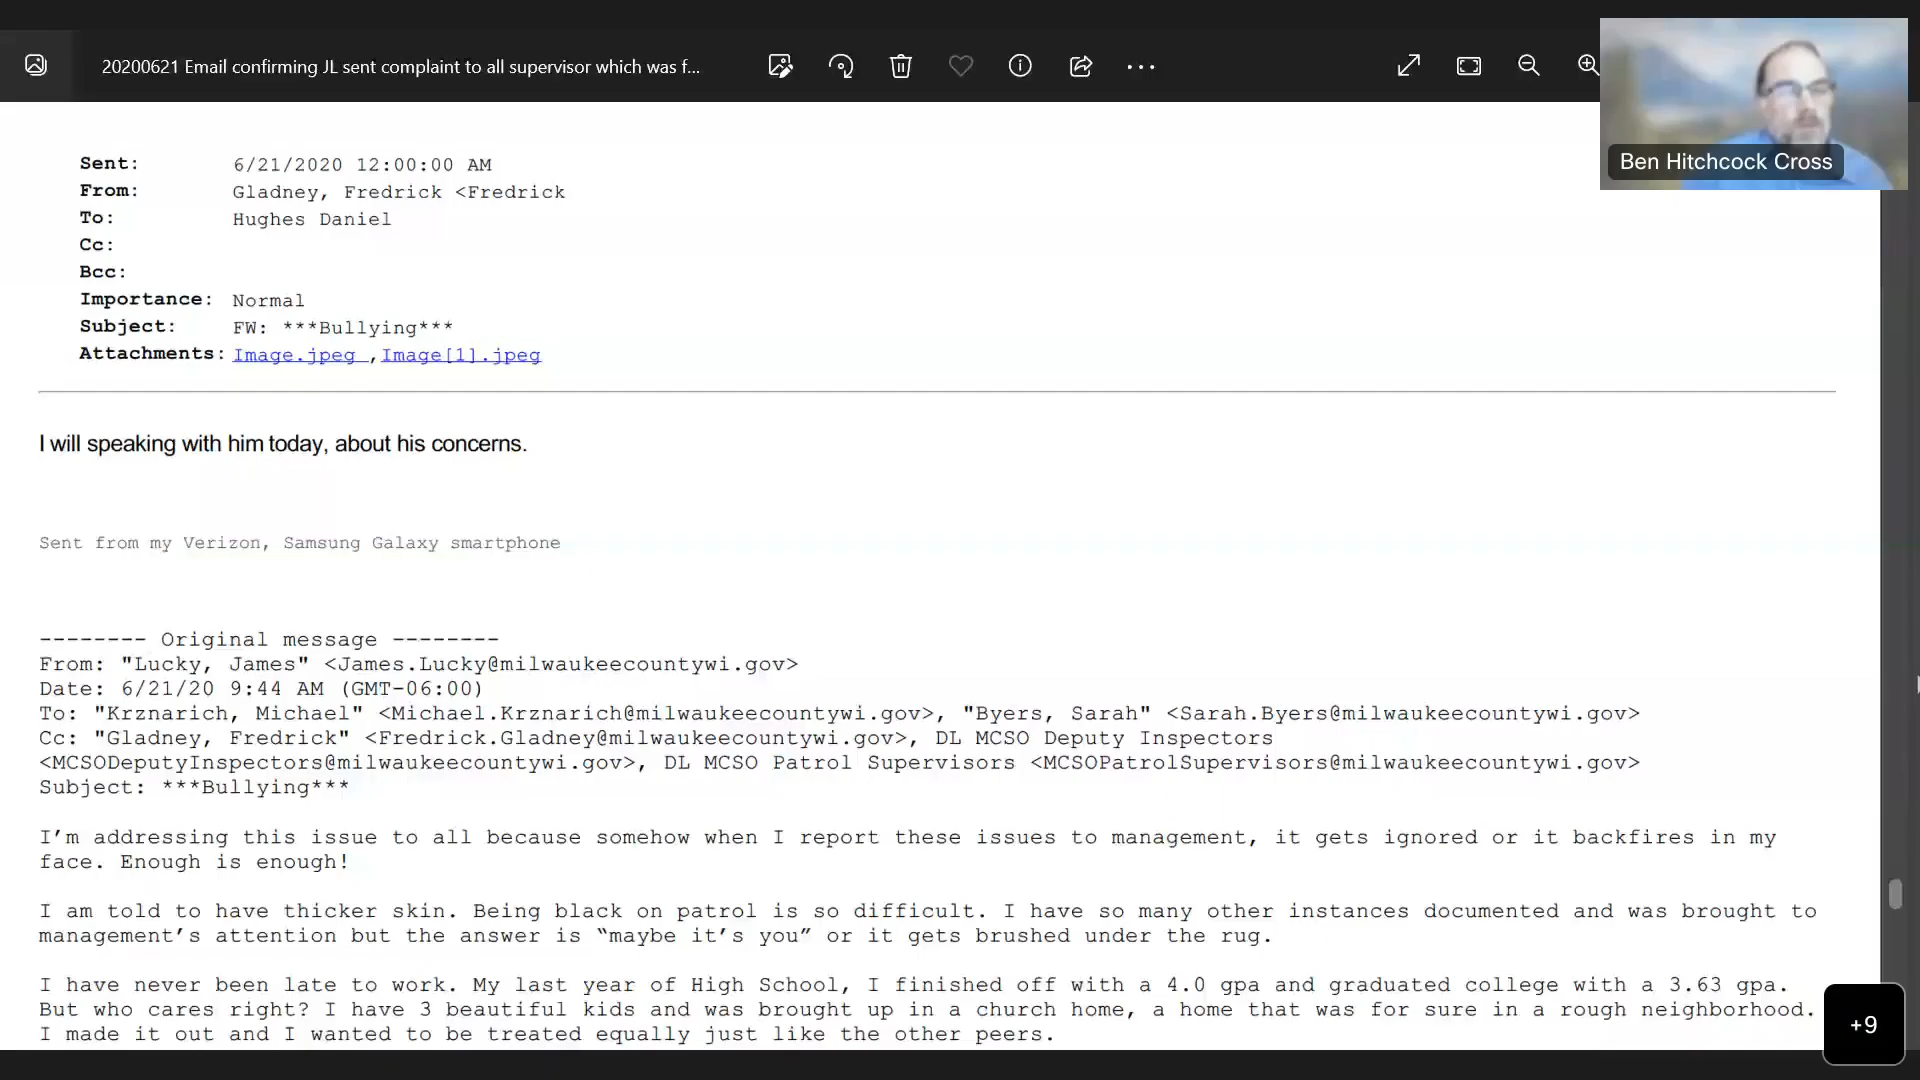 20200621 Email confirming JL sent complaint to all supervisor which was f...
Ben Hitchcock Cross
Sent: 6/21/2020 12:00:00 AM
From: Gladney, Fredrick <Fredrick
To: Hughes Daniel
Cc:
Bcc:
Importance: Normal
Subject: FW: ***Bullying***
Attachments: Image.jpeg ,Image[1].jpeg
I will speaking with him today, about his concerns.
Sent from my Verizon, Samsung Galaxy smartphone
-------- Original message --------
From: "Lucky, James" <James.Lucky@milwaukeecountywi.gov>
Date: 6/21/20 9:44 AM (GMT-06:00)
To: "Krznarich, Michael" <Michael.Krznarich@milwaukeecountywi.gov>, "Byers, Sarah" <Sarah.Byers@milwaukeecountywi.gov>
Cc: "Gladney, Fredrick" <Fredrick.Gladney@milwaukeecountywi.gov>, DL MCSO Deputy Inspectors
<MCSODeputyInspectors@milwaukeecountywi.gov>, DL MCSO Patrol Supervisors <MCSOPatrolSupervisors@milwaukeecountywi.gov>
Subject: ***Bullying***
I’m addressing this issue to all because somehow when I report these issues to management, it gets ignored or it backfires in my
face. Enough is enough!
I am told to have thicker skin. Being black on patrol is so difficult. I have so many other instances documented and was brought to
management’s attention but the answer is “maybe it’s you” or it gets brushed under the rug.
I have never been late to work. My last year of High School, I finished off with a 4.0 gpa and graduated college with a 3.63 gpa.
But who cares right? I have 3 beautiful kids and was brought up in a church home, a home that was for sure in a rough neighborhood.
I made it out and I wanted to be treated equally just like the other peers.
+9